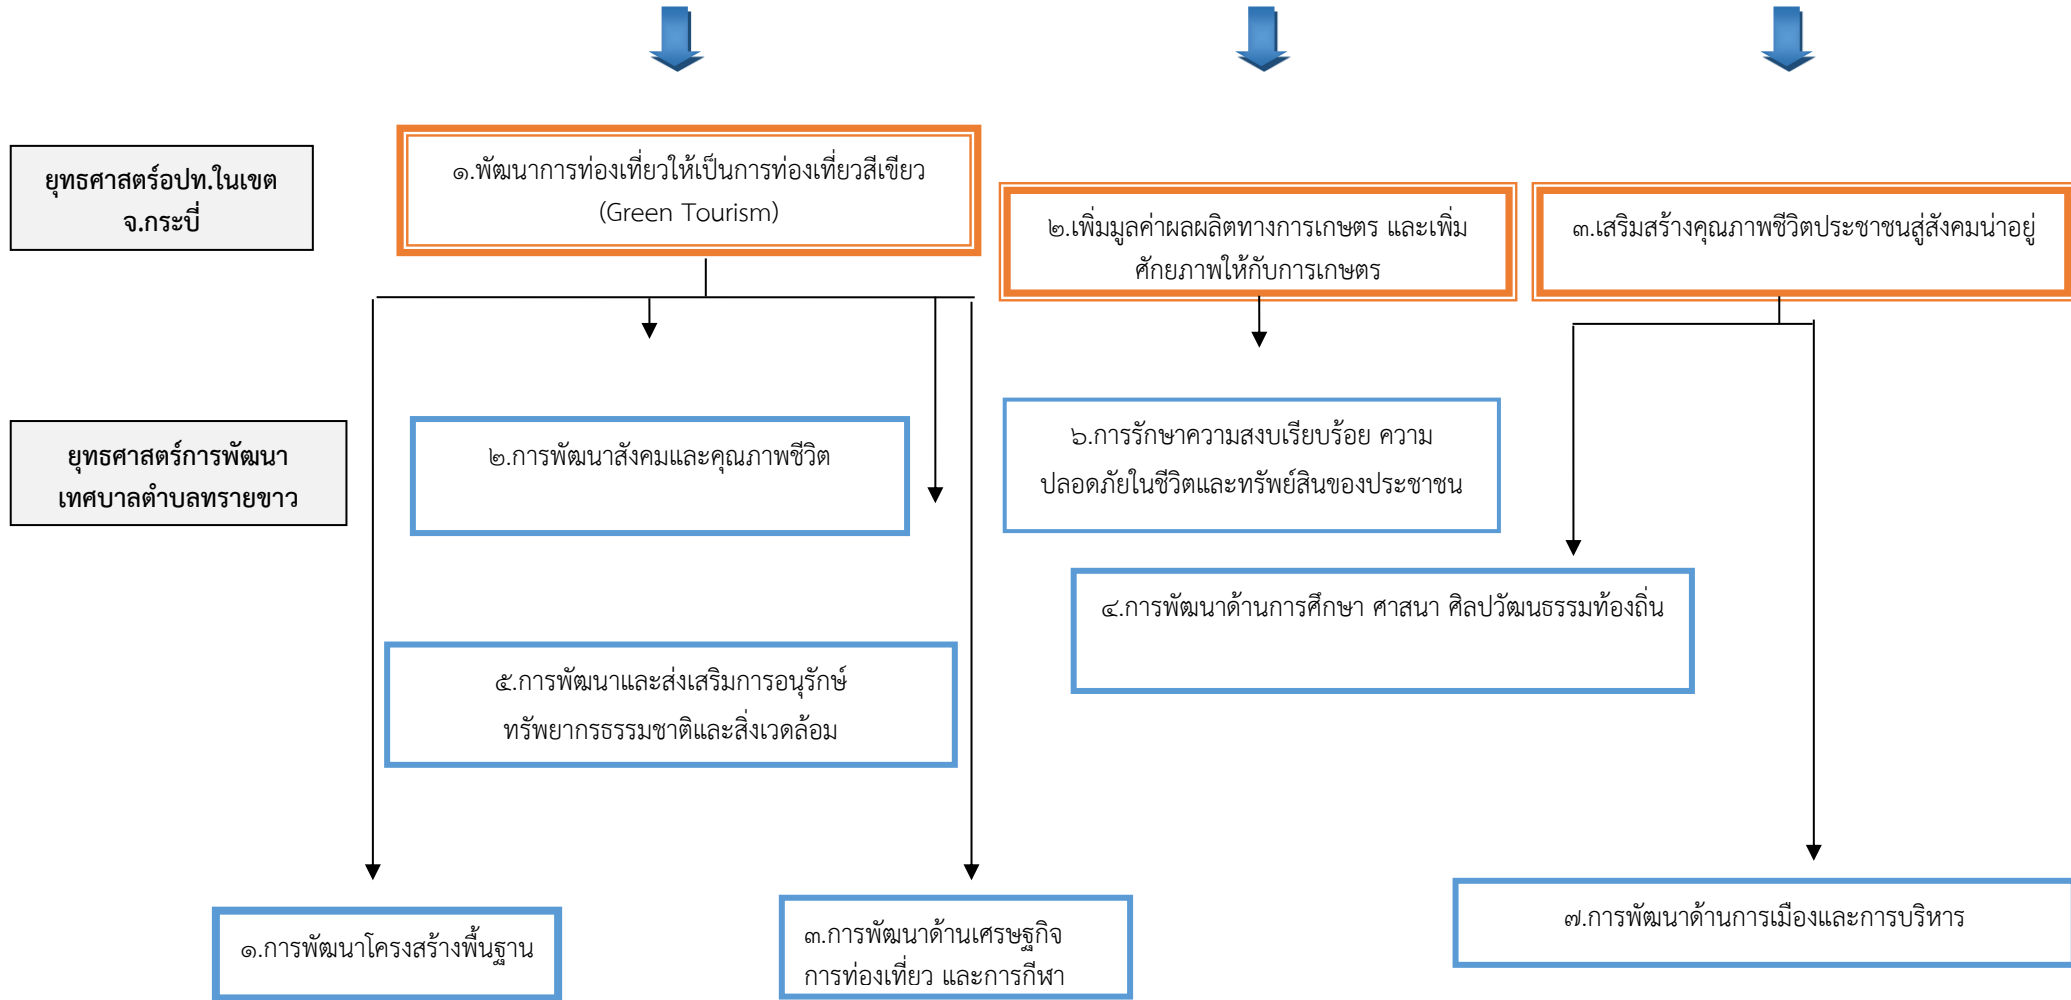 ยุทธศาสตร์อปท.ในเขต
จ.กระบี่
๑.พัฒนาการท่องเที่ยวให้เป็นการท่องเที่ยวสีเขียว
(Green Tourism)
๒.เพิ่มมูลค่าผลผลิตทางการเกษตร และเพิ่ม
ศักยภาพให้กับการเกษตร
๓.เสริมสร้างคุณภาพชีวิตประชาชนสู่สังคมน่าอยู่
ยุทธศาสตร์การพัฒนา
เทศบาลตำบลทรายขาว
๒.การพัฒนาสังคมและคุณภาพชีวิต
๖.การรักษาความสงบเรียบร้อย ความ
ปลอดภัยในชีวิตและทรัพย์สินของประชาชน
๔.การพัฒนาด้านการศึกษา ศาสนา ศิลปวัฒนธรรมท้องถิ่น
๕.การพัฒนาและส่งเสริมการอนุรักษ์
ทรัพยากรธรรมชาติและสิ่งเวดล้อม
๑.การพัฒนาโครงสร้างพื้นฐาน
๓.การพัฒนาด้านเศรษฐกิจ
การท่องเที่ยว และการกีฬา
๗.การพัฒนาด้านการเมืองและการบริหาร